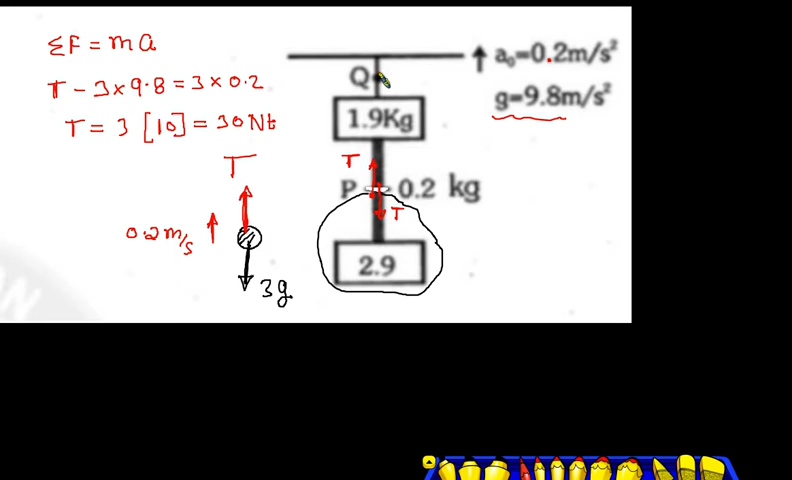 ΣF = ma
T - 3×9.8 = 3×0.2
T = 3 [10] = 30 Nt
T
0.2 m/s
3g
Q
1.9Kg
T
P
0.2 kg
T
2.9
a₀=0.2m/s²
g=9.8m/s²